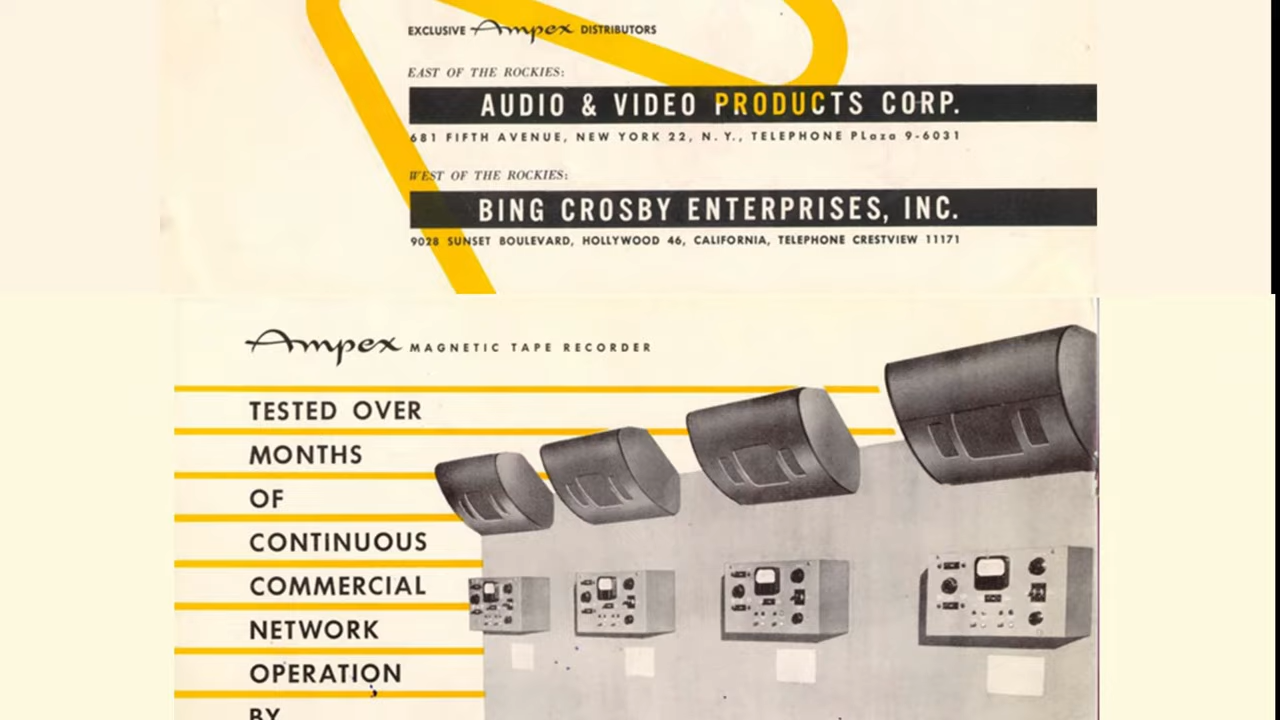 EXCLUSIVE Ampex DISTRIBUTORS
EAST OF THE ROCKIES:
AUDIO & VIDEO PRODUCTS CORP.
681 FIFTH AVENUE, NEW YORK 22, N.Y., TELEPHONE PLaza 9-6031
WEST OF THE ROCKIES:
BING CROSBY ENTERPRISES, INC.
9028 SUNSET BOULEVARD, HOLLYWOOD 46, CALIFORNIA, TELEPHONE CRESTVIEW 11171
Ampex MAGNETIC TAPE RECORDER
TESTED OVER
MONTHS
OF
CONTINUOUS
COMMERCIAL
NETWORK
OPERATION
BY